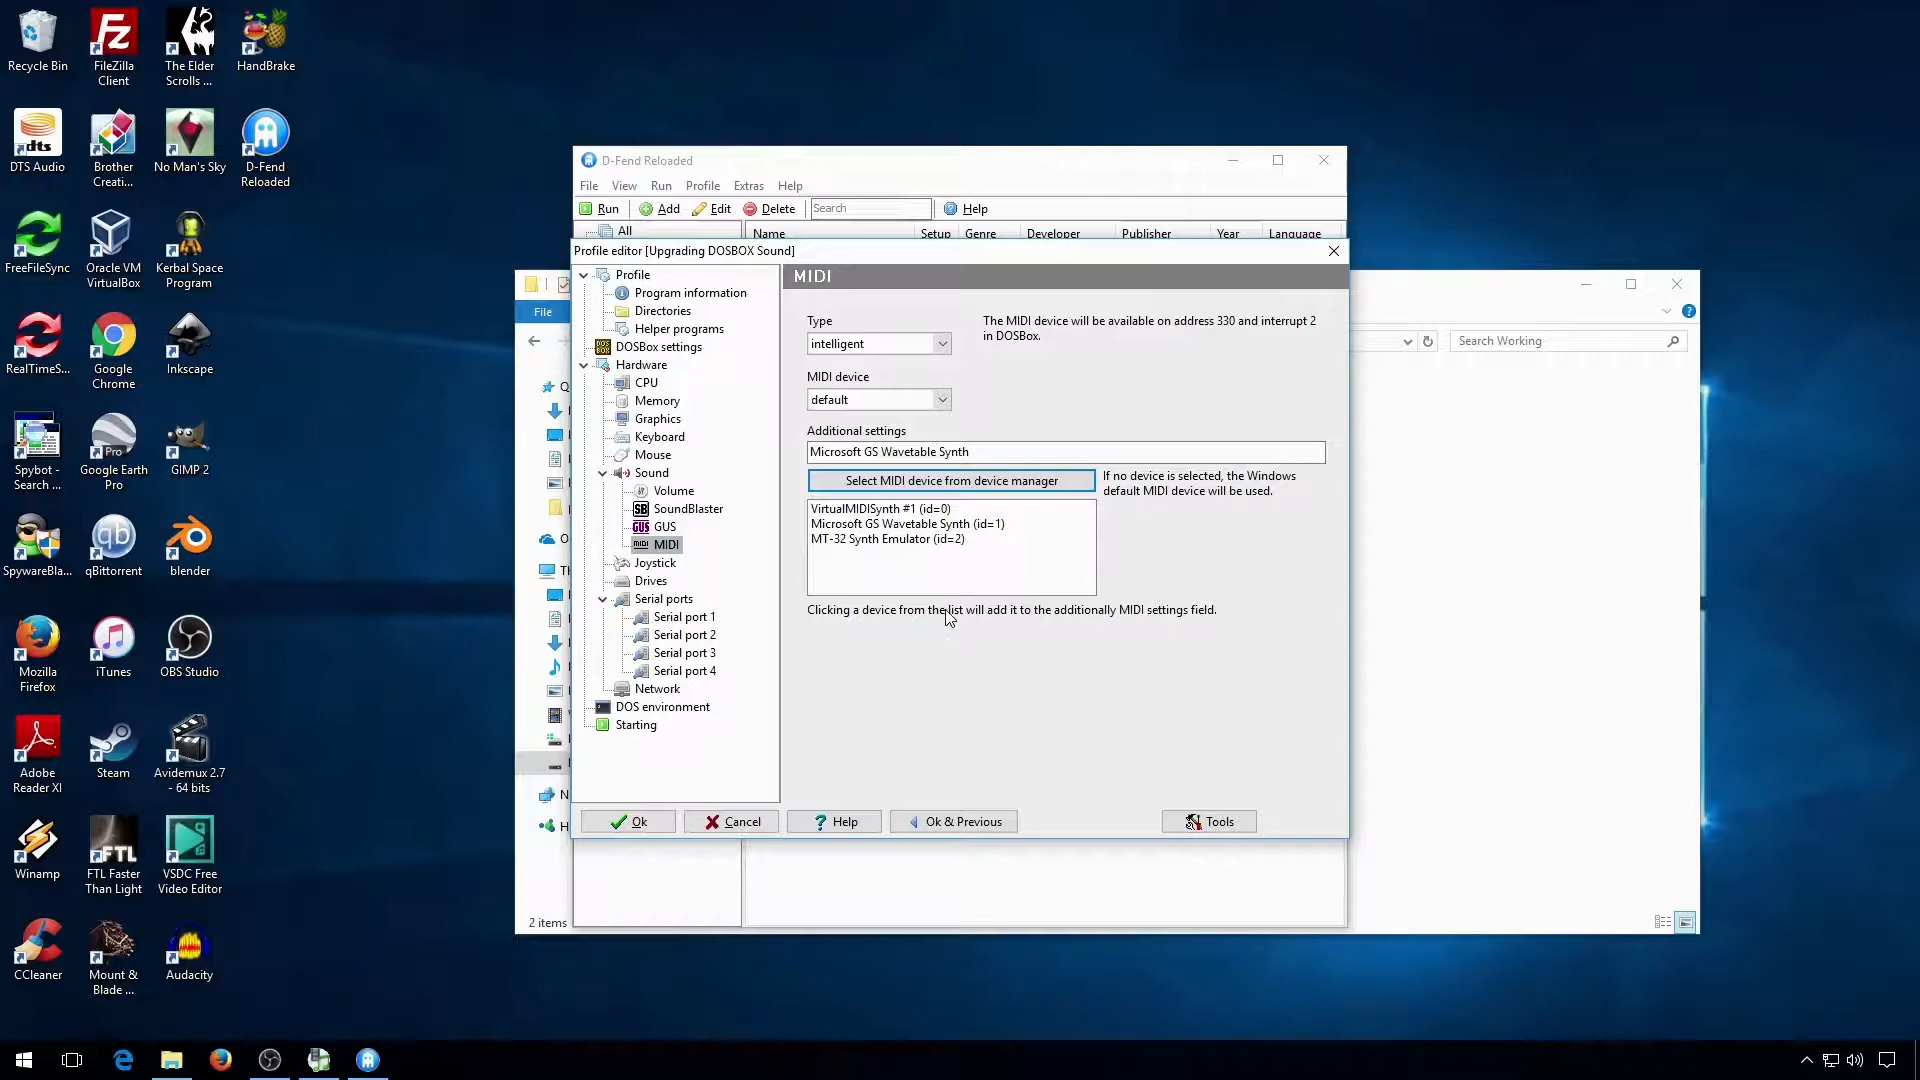 Recycle Bin
FileZilla
Client
The Elder
Scrolls ...
HandBrake
DTS Audio
Brother
Creati...
No Man's Sky
D-Fend
Reloaded
FreeFileSync
Oracle VM
VirtualBox
Kerbal Space
Program
RealTimeS...
Google
Chrome
Inkscape
Spybot -
Search ...
Google Earth
Pro
GIMP 2
SpywareBla...
qBittorrent
blender
Mozilla
Firefox
iTunes
OBS Studio
Adobe
Reader XI
Steam
Avidemux 2.7
- 64 bits
Winamp
FTL Faster
Than Light
VSDC Free
Video Editor
CCleaner
Mount &
Blade ...
Audacity
D-Fend Reloaded
File View Run Profile Extras Help
Run Add Edit Delete Search Help
All
Name Setup Genre Developer Publisher Year Language
Profile editor [Upgrading DOSBOX Sound]
Profile
Program information
Directories
Helper programs
DOSBox settings
Hardware
CPU
Memory
Graphics
Keyboard
Mouse
Sound
Volume
SoundBlaster
GUS
MIDI
Joystick
Drives
Serial ports
Serial port 1
Serial port 2
Serial port 3
Serial port 4
Network
DOS environment
Starting
MIDI
Type
intelligent
The MIDI device will be available on address 330 and interrupt 2
in DOSBox.
MIDI device
default
Additional settings
Microsoft GS Wavetable Synth
Select MIDI device from device manager
If no device is selected, the Windows
default MIDI device will be used.
VirtualMIDISynth #1 (id=0)
Microsoft GS Wavetable Synth (id=1)
MT-32 Synth Emulator (id=2)
Clicking a device from the list will add it to the additionally MIDI settings field.
Ok Cancel Help Ok & Previous Tools
File
Search Working
2 items